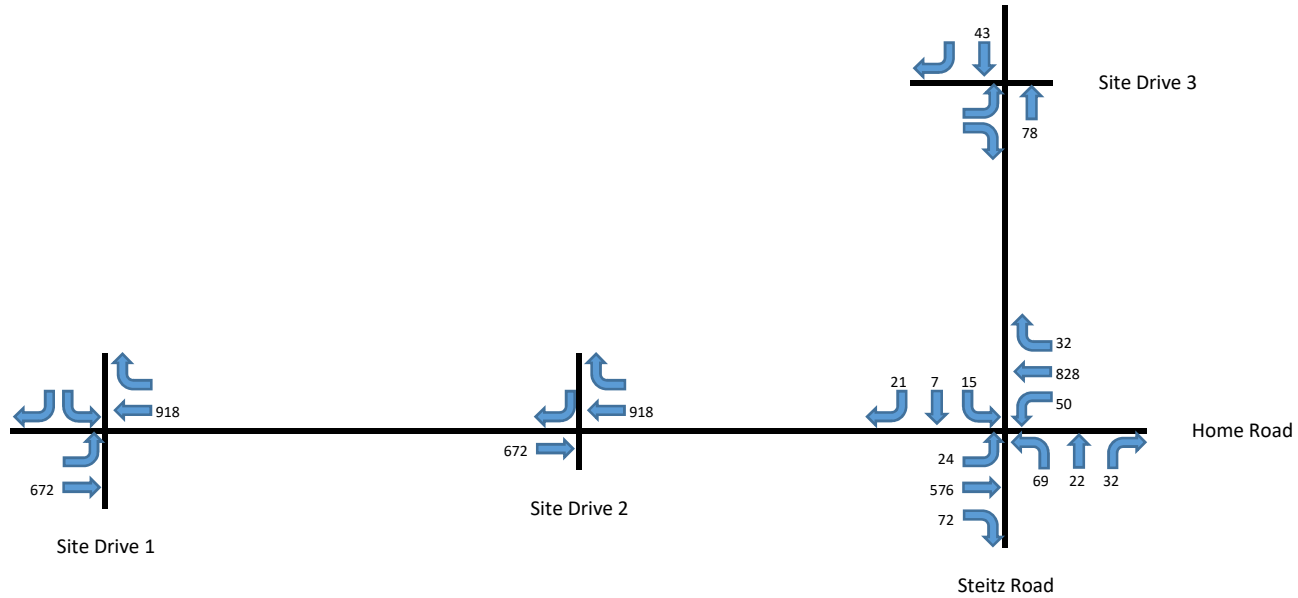 43
Site Drive 3
78
32
21 7 15
828
918
918
50
Home Road
672
24
672
576
69 22 32
Site Drive 2
72
Site Drive 1
Steitz Road